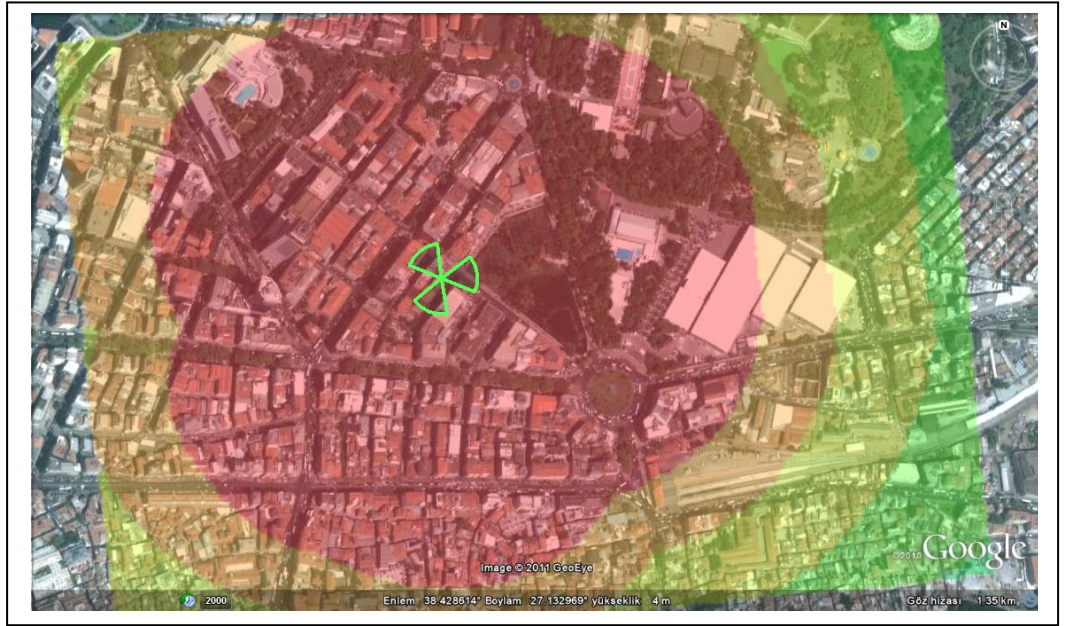 N
©2010 Google
Image © 2011 GeoEye
2000 Enlem 38.428614° Boylam 27.132969° yükseklik 4 m Göz hizası 1.35 km